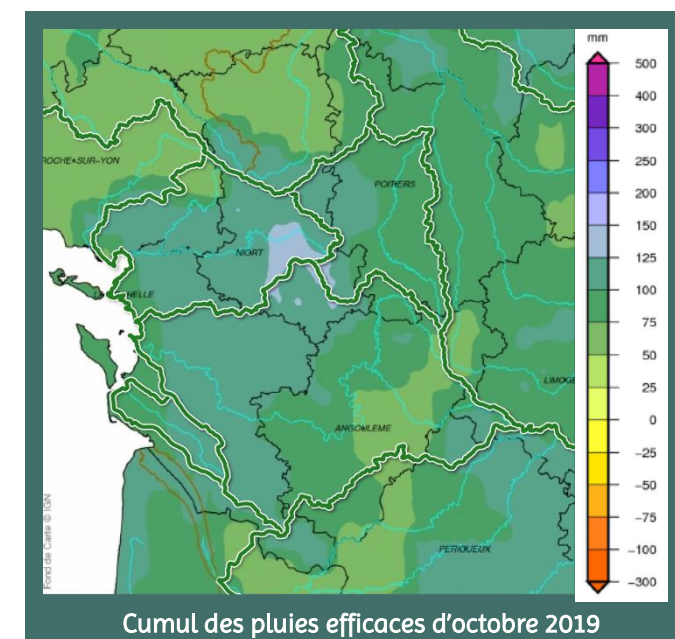 mm
500
400
300
250
200
150
125
100
75
50
25
0
−25
−50
−75
−100
−300
ROCHE-SUR-YON
POITIERS
NIORT
HELLE
LIMOGE
ANGOULEME
PERIGUEUX
Fond de Carte © IGN
Cumul des pluies efficaces d'octobre 2019